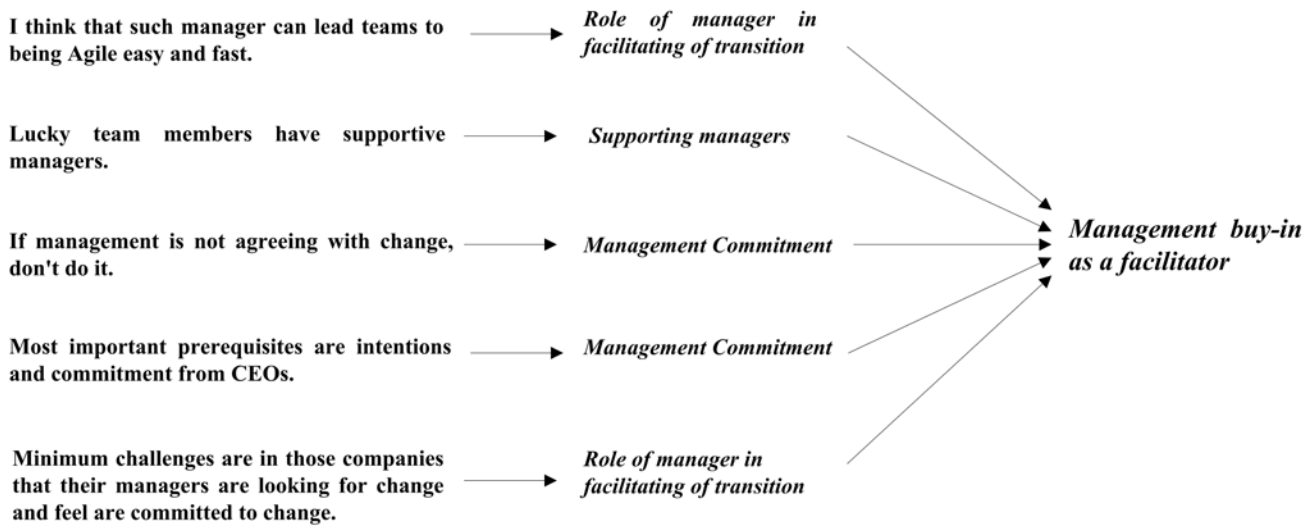 I think that such manager can lead teams to
being Agile easy and fast.
Role of manager in
facilitating of transition
Lucky team members have supportive
managers.
Supporting managers
If management is not agreeing with change,
don't do it.
Management Commitment
Management buy-in
as a facilitator
Most important prerequisites are intentions
and commitment from CEOs.
Management Commitment
Minimum challenges are in those companies
that their managers are looking for change
and feel are committed to change.
Role of manager in
facilitating of transition